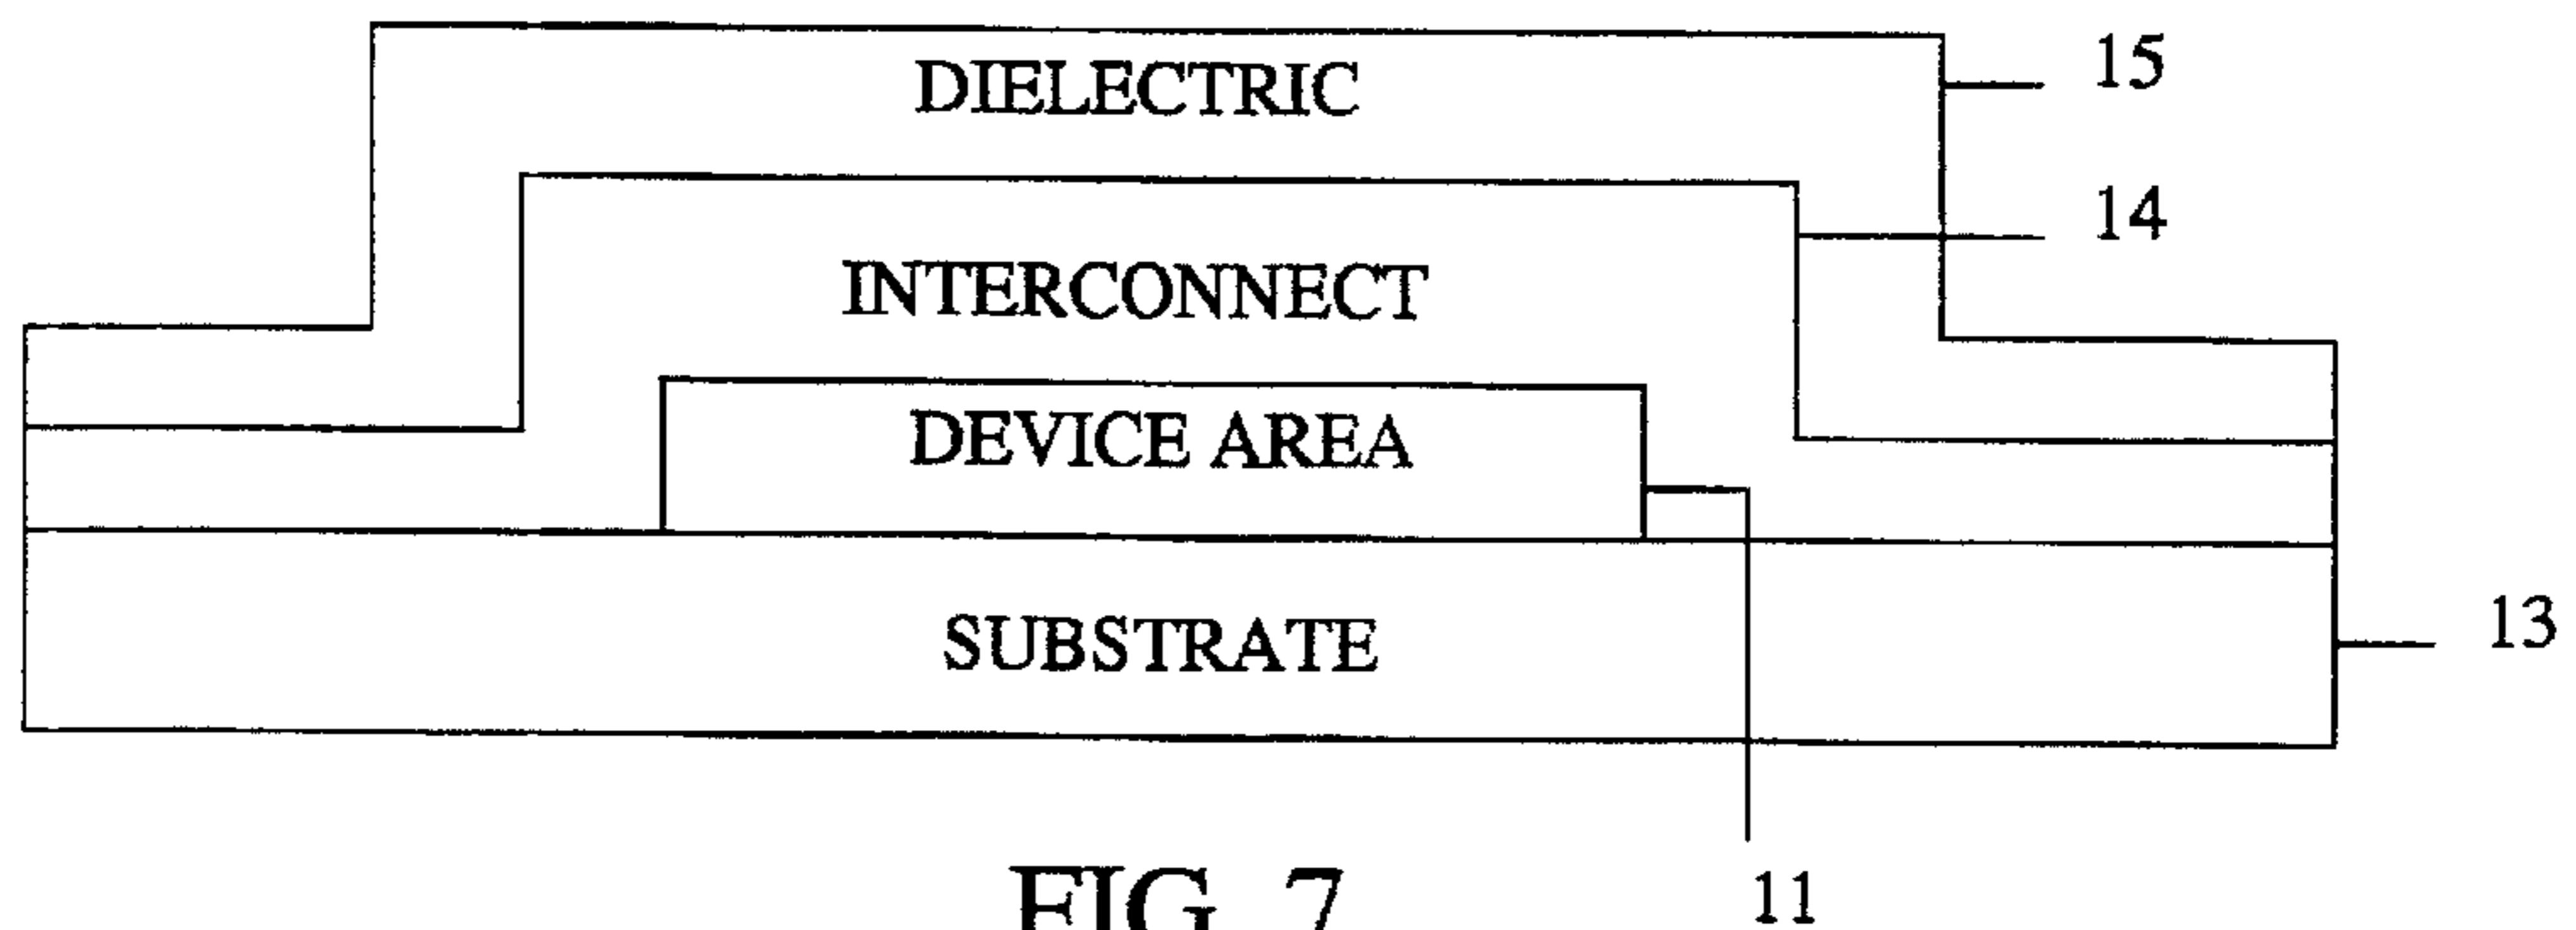 DIELECTRIC
15
14
INTERCONNECT
DEVICE AREA
SUBSTRATE
13
11
FIG. 7